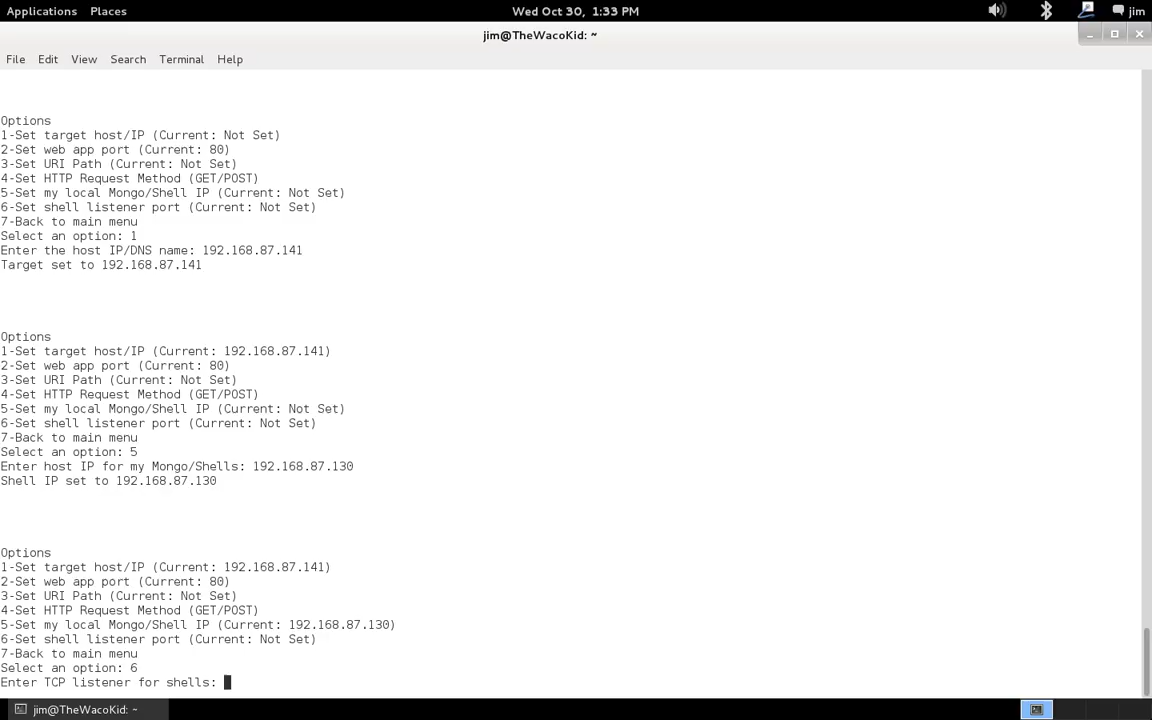 Applications Places Wed Oct 30, 1:33 PM jim
jim@TheWacoKid: ~
File Edit View Search Terminal Help
Options
1-Set target host/IP (Current: Not Set)
2-Set web app port (Current: 80)
3-Set URI Path (Current: Not Set)
4-Set HTTP Request Method (GET/POST)
5-Set my local Mongo/Shell IP (Current: Not Set)
6-Set shell listener port (Current: Not Set)
7-Back to main menu
Select an option: 1
Enter the host IP/DNS name: 192.168.87.141
Target set to 192.168.87.141
Options
1-Set target host/IP (Current: 192.168.87.141)
2-Set web app port (Current: 80)
3-Set URI Path (Current: Not Set)
4-Set HTTP Request Method (GET/POST)
5-Set my local Mongo/Shell IP (Current: Not Set)
6-Set shell listener port (Current: Not Set)
7-Back to main menu
Select an option: 5
Enter host IP for my Mongo/Shells: 192.168.87.130
Shell IP set to 192.168.87.130
Options
1-Set target host/IP (Current: 192.168.87.141)
2-Set web app port (Current: 80)
3-Set URI Path (Current: Not Set)
4-Set HTTP Request Method (GET/POST)
5-Set my local Mongo/Shell IP (Current: 192.168.87.130)
6-Set shell listener port (Current: Not Set)
7-Back to main menu
Select an option: 6
Enter TCP listener for shells:
jim@TheWacoKid: ~